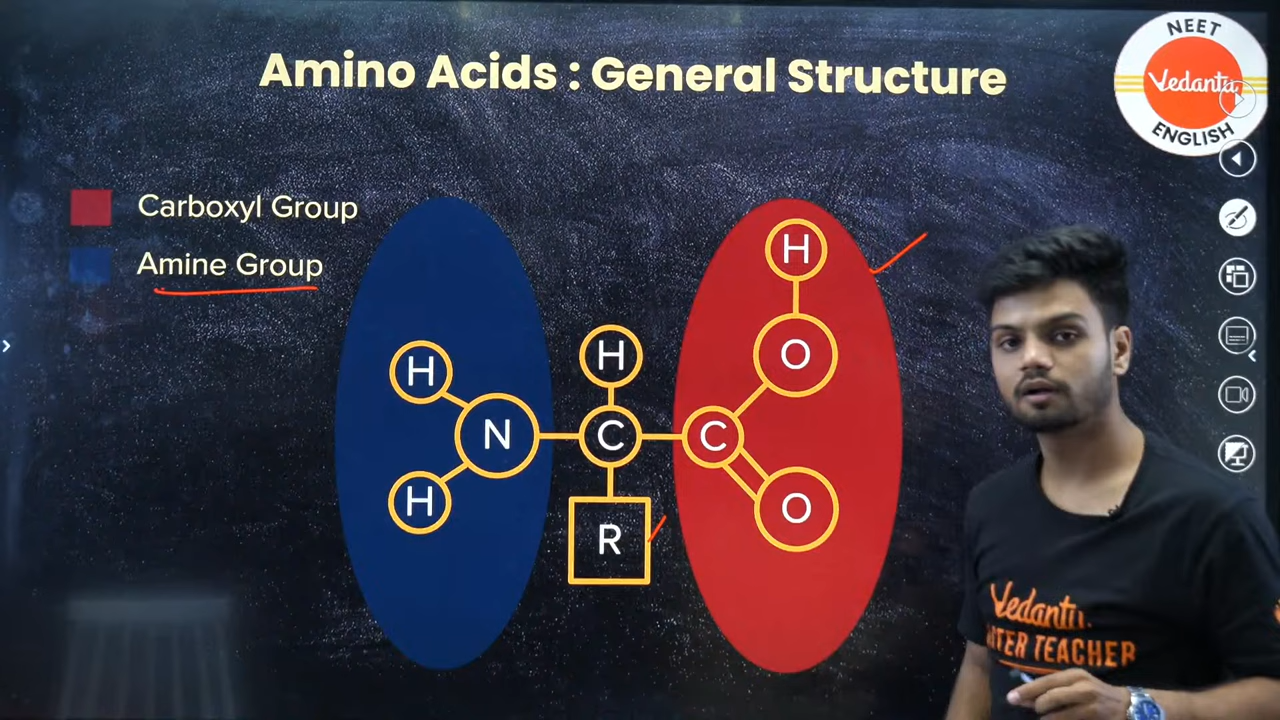 Amino Acids : General Structure
NEET
Vedantu
ENGLISH
Carboxyl Group
Amine Group
H
O
H
H
N
C
C
H
R
O
Vedantu
TEACHER